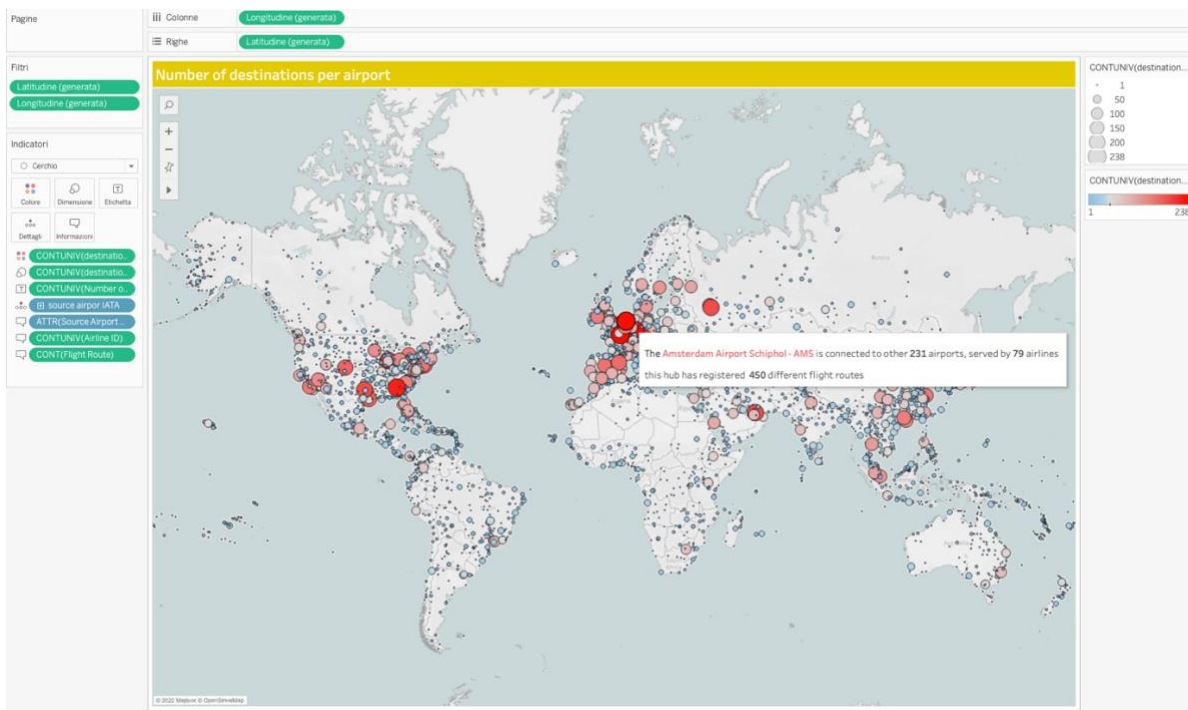 Pagine
Colonne
Longitudine (generata)
Righe
Latitudine (generata)
Filtri
Latitudine (generata)
Longitudine (generata)
Indicatori
Cerchio
Colore
Dimensione
Etichetta
Dettagli
Informazioni
CONTUNIV(destinatio..
CONTUNIV(destinatio..
CONTUNIV(Number o..
source airpor IATA
ATTR(Source Airport ..
CONTUNIV(Airline ID)
CONT(Flight Route)
Number of destinations per airport
The Amsterdam Airport Schiphol - AMS is connected to other 231 airports, served by 79 airlines
this hub has registered 450 different flight routes
© 2022 Mapbox © OpenStreetMap
CONTUNIV(destination...
1
50
100
150
200
238
CONTUNIV(destination...
1 238